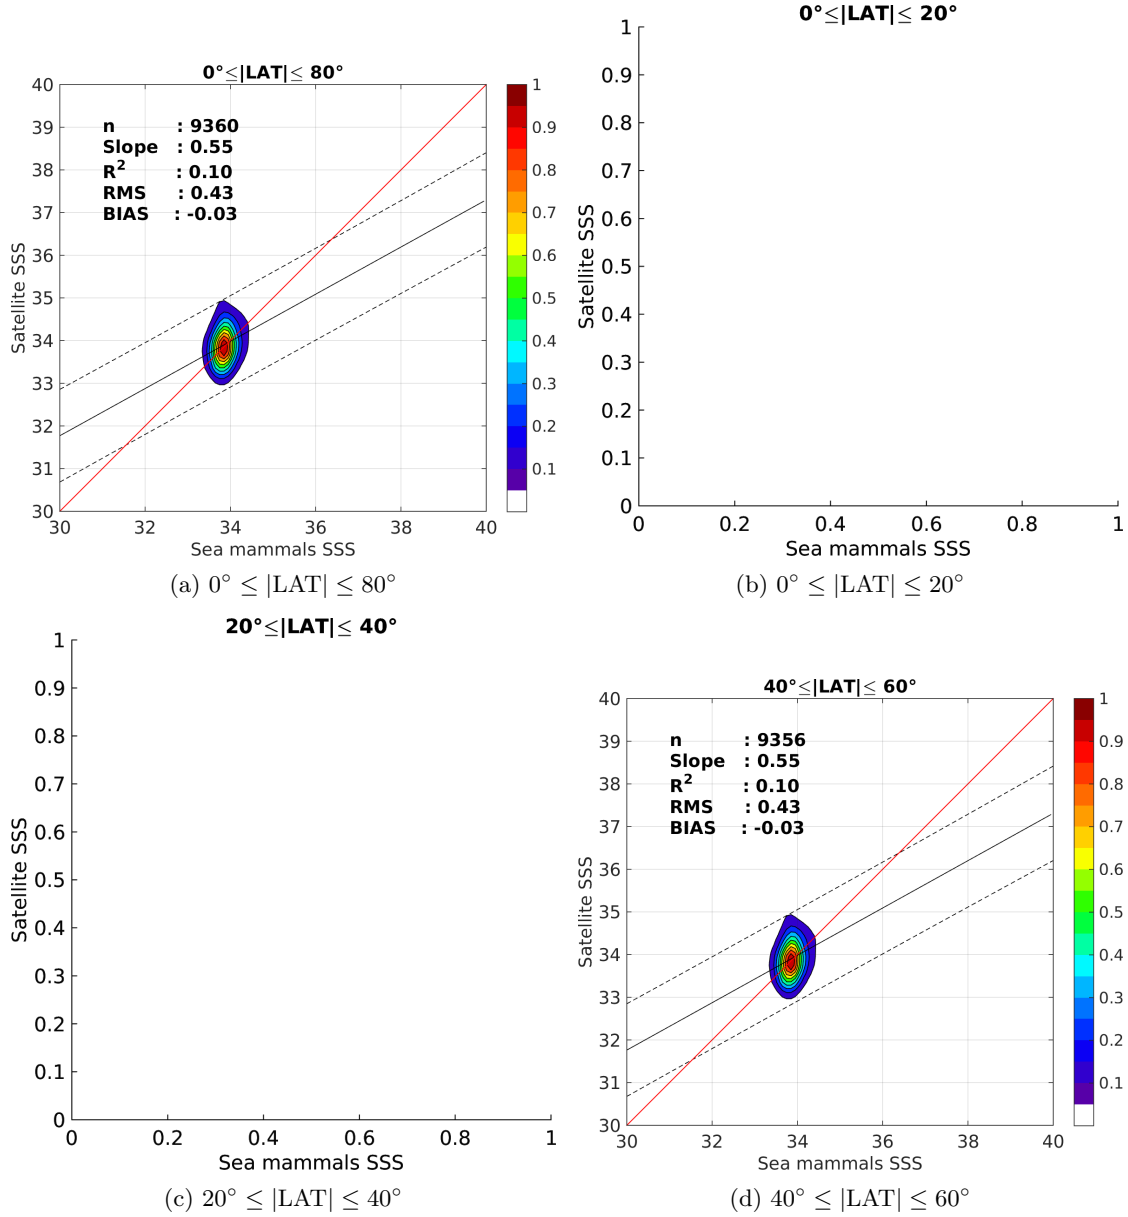 0°≤|LAT|≤ 80°
40
39
38
37
36
35
34
33
32
31
30
Satellite SSS
n : 9360
Slope : 0.55
R² : 0.10
RMS : 0.43
BIAS : -0.03
30 32 34 36 38 40
Sea mammals SSS
1
0.9
0.8
0.7
0.6
0.5
0.4
0.3
0.2
0.1
(a) 0° ≤ |LAT| ≤ 80°
0°≤|LAT|≤ 20°
1
0.9
0.8
0.7
0.6
0.5
0.4
0.3
0.2
0.1
0
Satellite SSS
0 0.2 0.4 0.6 0.8 1
Sea mammals SSS
(b) 0° ≤ |LAT| ≤ 20°
20°≤|LAT|≤ 40°
1
0.9
0.8
0.7
0.6
0.5
0.4
0.3
0.2
0.1
0
Satellite SSS
0 0.2 0.4 0.6 0.8 1
Sea mammals SSS
(c) 20° ≤ |LAT| ≤ 40°
40°≤|LAT|≤ 60°
40
39
38
37
36
35
34
33
32
31
30
Satellite SSS
n : 9356
Slope : 0.55
R² : 0.10
RMS : 0.43
BIAS : -0.03
30 32 34 36 38 40
Sea mammals SSS
1
0.9
0.8
0.7
0.6
0.5
0.4
0.3
0.2
0.1
(d) 40° ≤ |LAT| ≤ 60°